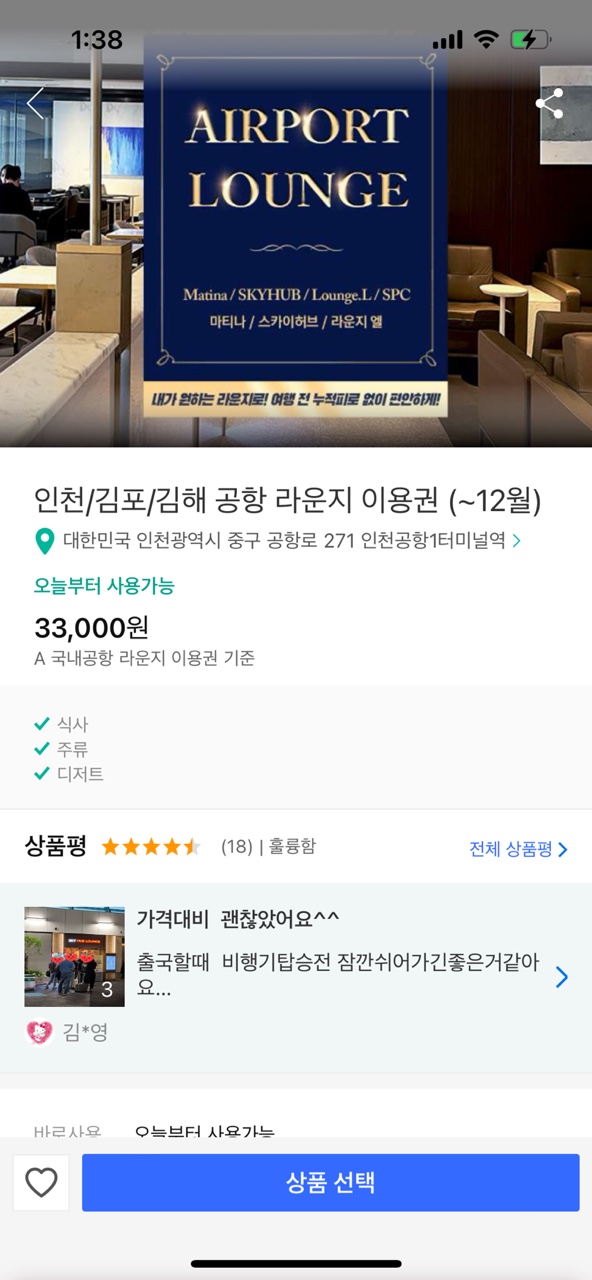 1:38
AIRPORT
LOUNGE
Matina / SKYHUB / Lounge.L / SPC
마티나 / 스카이허브 / 라운지 엘
내가 원하는 라운지로! 여행 전 누적피로 없이 편안하게!
인천/김포/김해 공항 라운지 이용권 (~12월)
대한민국 인천광역시 중구 공항로 271 인천공항1터미널역
오늘부터 사용가능
33,000원
A 국내공항 라운지 이용권 기준
식사
주류
디저트
상품평 (18) | 훌륭함 전체 상품평
가격대비 괜찮았어요^^
출국할때 비행기탑승전 잠깐쉬어가긴좋은거같아
요...
3
김*영
바로사용 오늘부터 사용가능
상품 선택